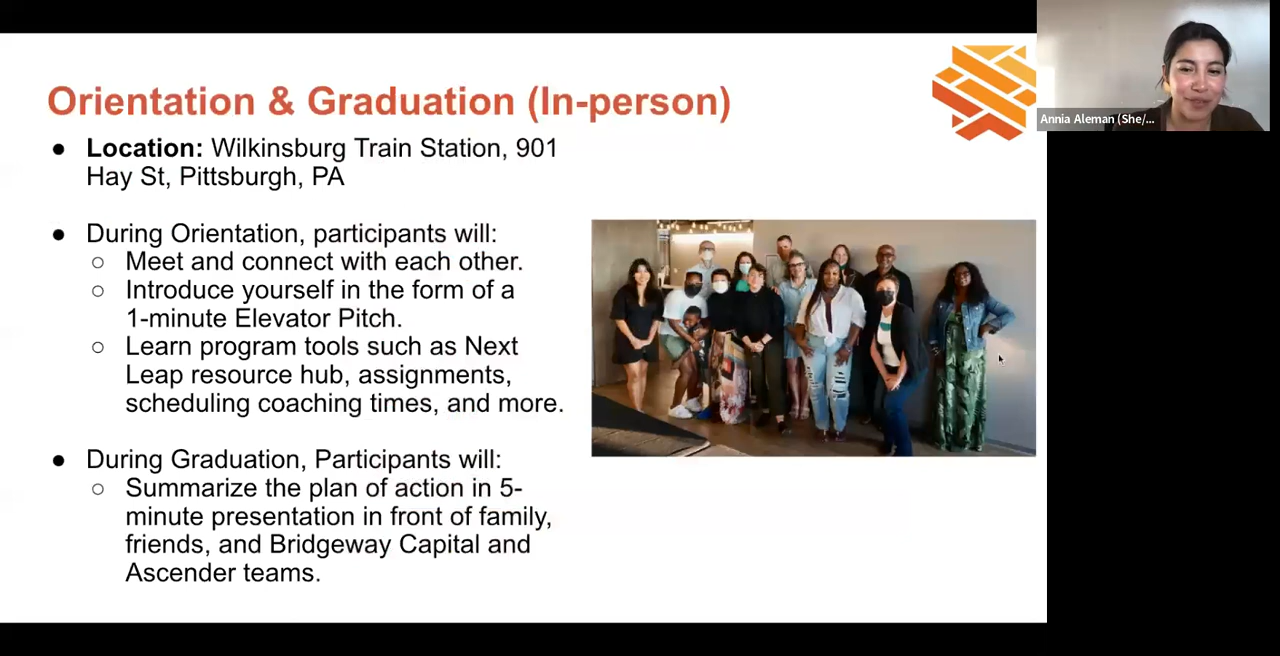 Orientation & Graduation (In-person)
● Location: Wilkinsburg Train Station, 901
Hay St, Pittsburgh, PA
● During Orientation, participants will:
○ Meet and connect with each other.
○ Introduce yourself in the form of a
1-minute Elevator Pitch.
○ Learn program tools such as Next
Leap resource hub, assignments,
scheduling coaching times, and more.
● During Graduation, Participants will:
○ Summarize the plan of action in 5-
minute presentation in front of family,
friends, and Bridgeway Capital and
Ascender teams.
Annia Aleman (She/...